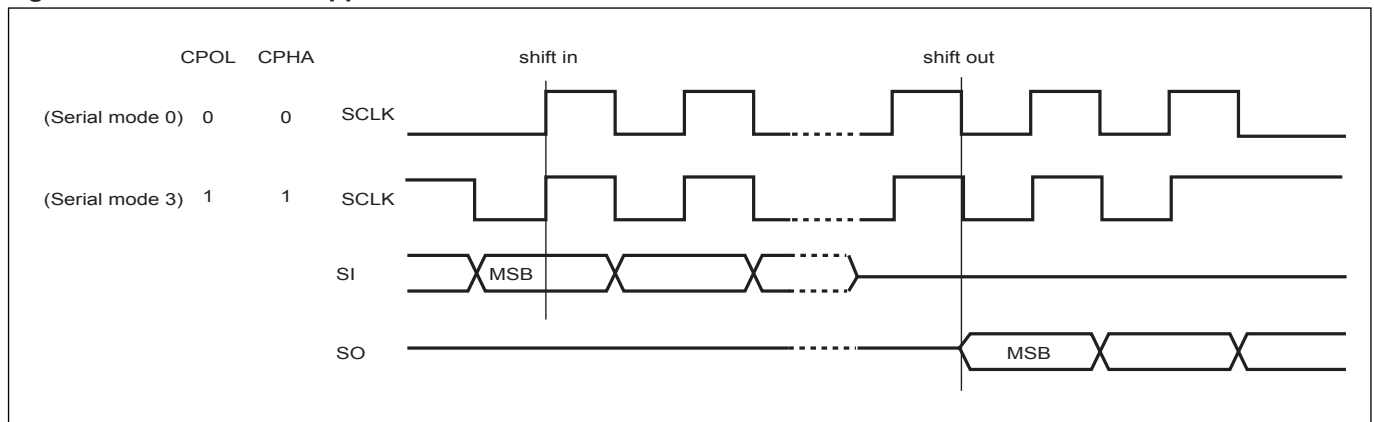 CPOL CPHA shift in shift out
(Serial mode 0) 0 0 SCLK
(Serial mode 3) 1 1 SCLK
SI MSB
SO MSB